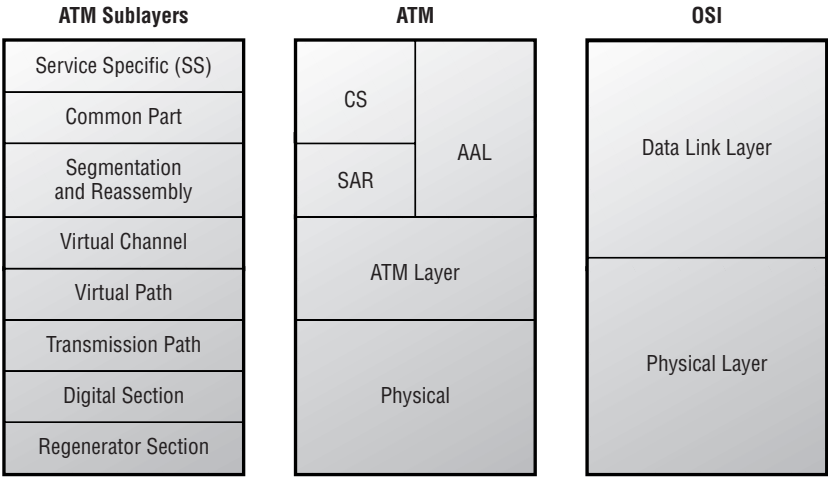 ATM Sublayers
Service Specific (SS)
Common Part
Segmentation
and Reassembly
Virtual Channel
Virtual Path
Transmission Path
Digital Section
Regenerator Section
ATM
CS
SAR
AAL
ATM Layer
Physical
OSI
Data Link Layer
Physical Layer